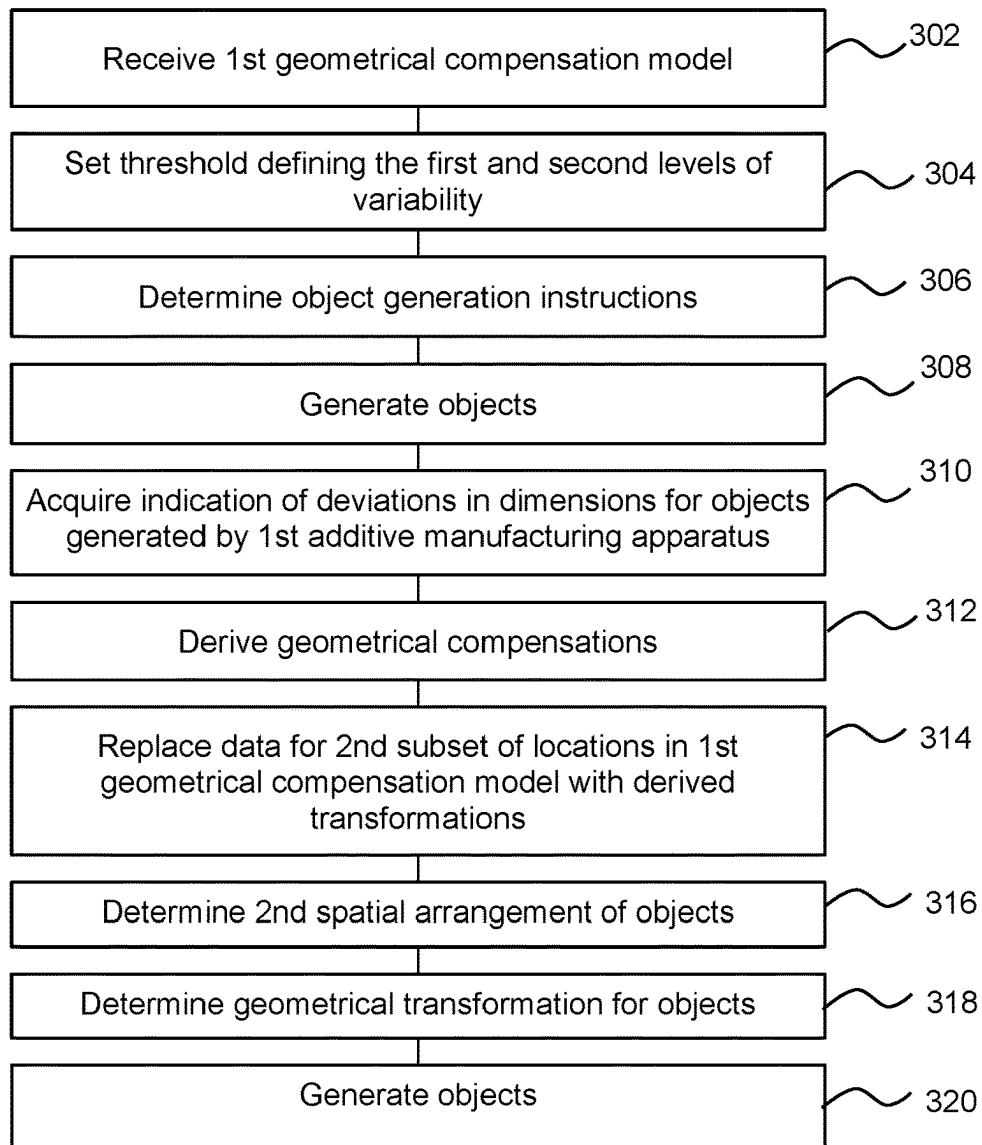 Receive 1st geometrical compensation model
302
Set threshold defining the first and second levels of
variability
304
Determine object generation instructions
306
Generate objects
308
Acquire indication of deviations in dimensions for objects
generated by 1st additive manufacturing apparatus
310
Derive geometrical compensations
312
Replace data for 2nd subset of locations in 1st
geometrical compensation model with derived
transformations
314
Determine 2nd spatial arrangement of objects
316
Determine geometrical transformation for objects
318
Generate objects
320